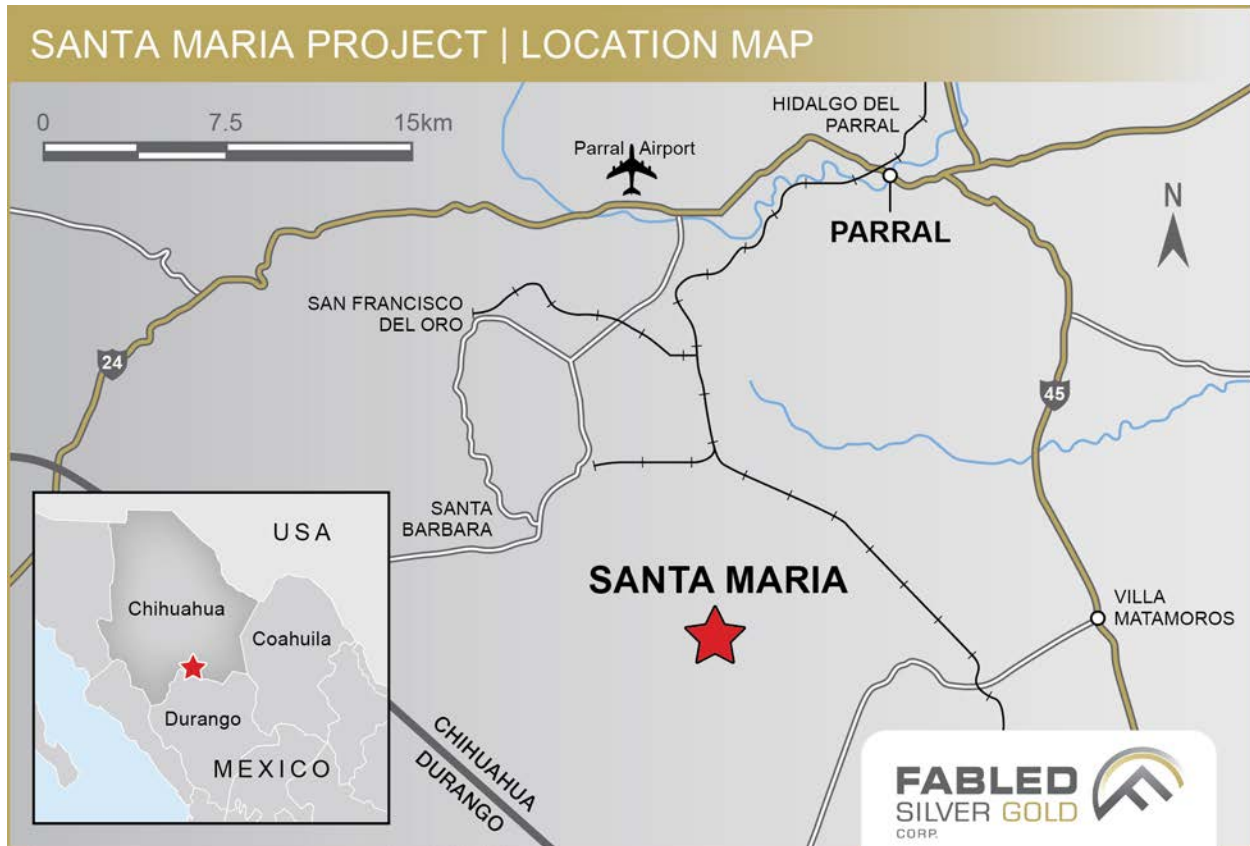 SANTA MARIA PROJECT | LOCATION MAP
0 7.5 15km
HIDALGO DEL
PARRAL
Parral Airport
N
PARRAL
SAN FRANCISCO
DEL ORO
24
45
SANTA
BARBARA
SANTA MARIA
VILLA
MATAMOROS
USA
Chihuahua
Coahuila
Durango
MEXICO
CHIHUAHUA
DURANGO
FABLED
SILVER GOLD
CORP.